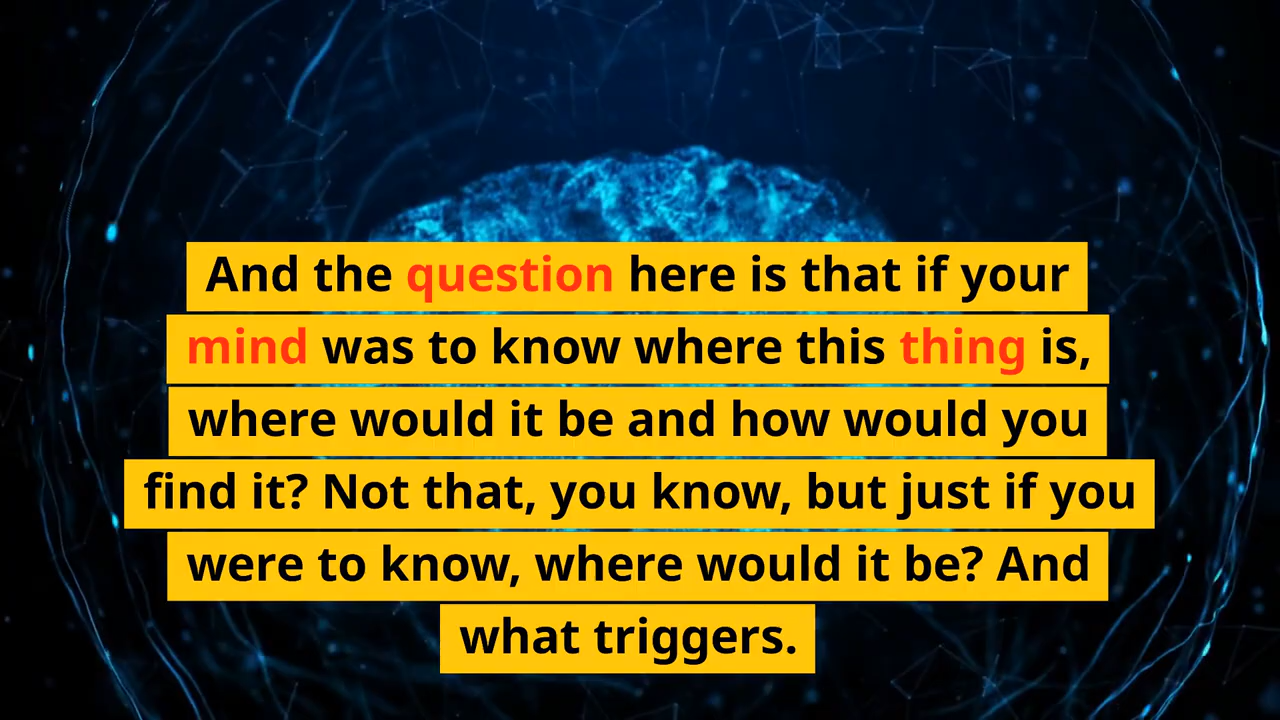 And the question here is that if your
mind was to know where this thing is,
where would it be and how would you
find it? Not that, you know, but just if you
were to know, where would it be? And
what triggers.